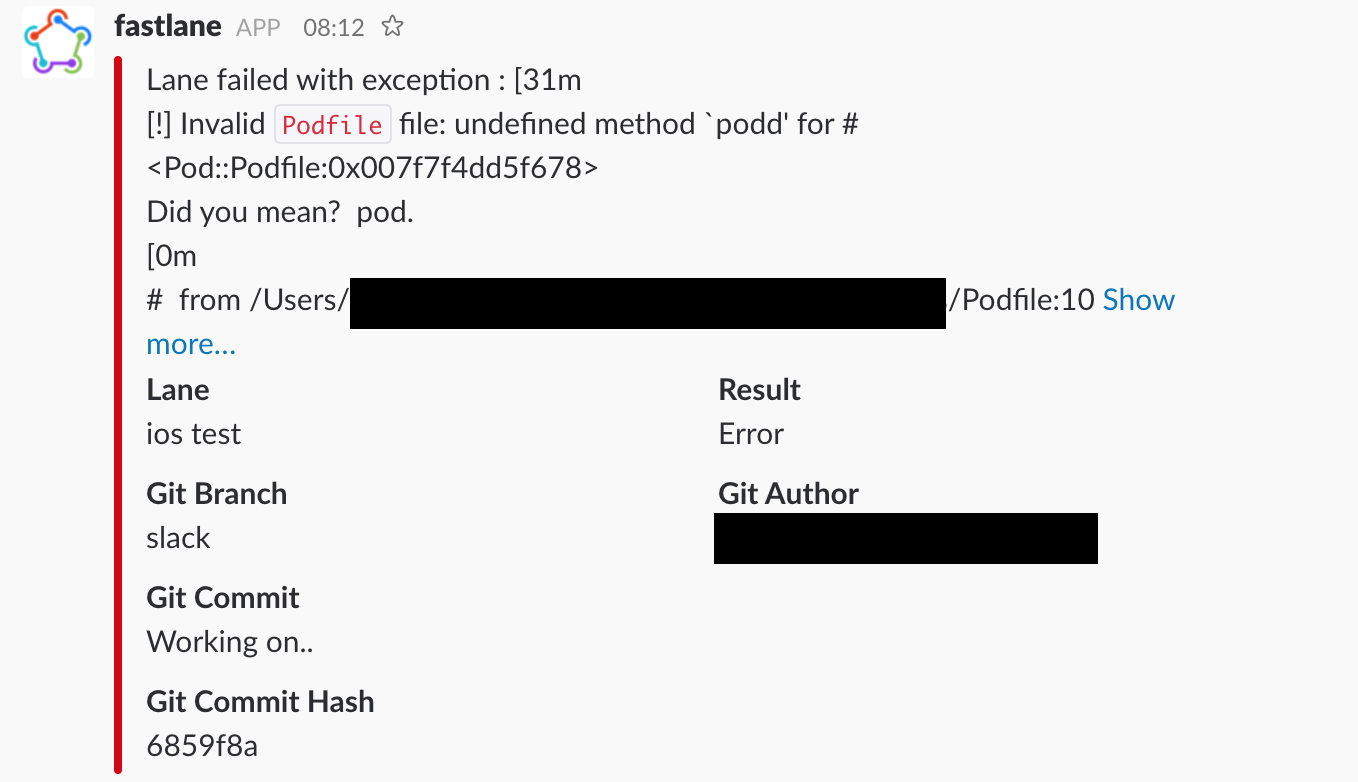 fastlane APP 08:12
Lane failed with exception : [31m
[!] Invalid Podfile file: undefined method `podd' for #
<Pod::Podfile:0x007f7f4dd5f678>
Did you mean?  pod.
[0m
#  from /Users/ /Podfile:10 Show
more...
Lane
Result
ios test
Error
Git Branch
Git Author
slack
Git Commit
Working on..
Git Commit Hash
6859f8a